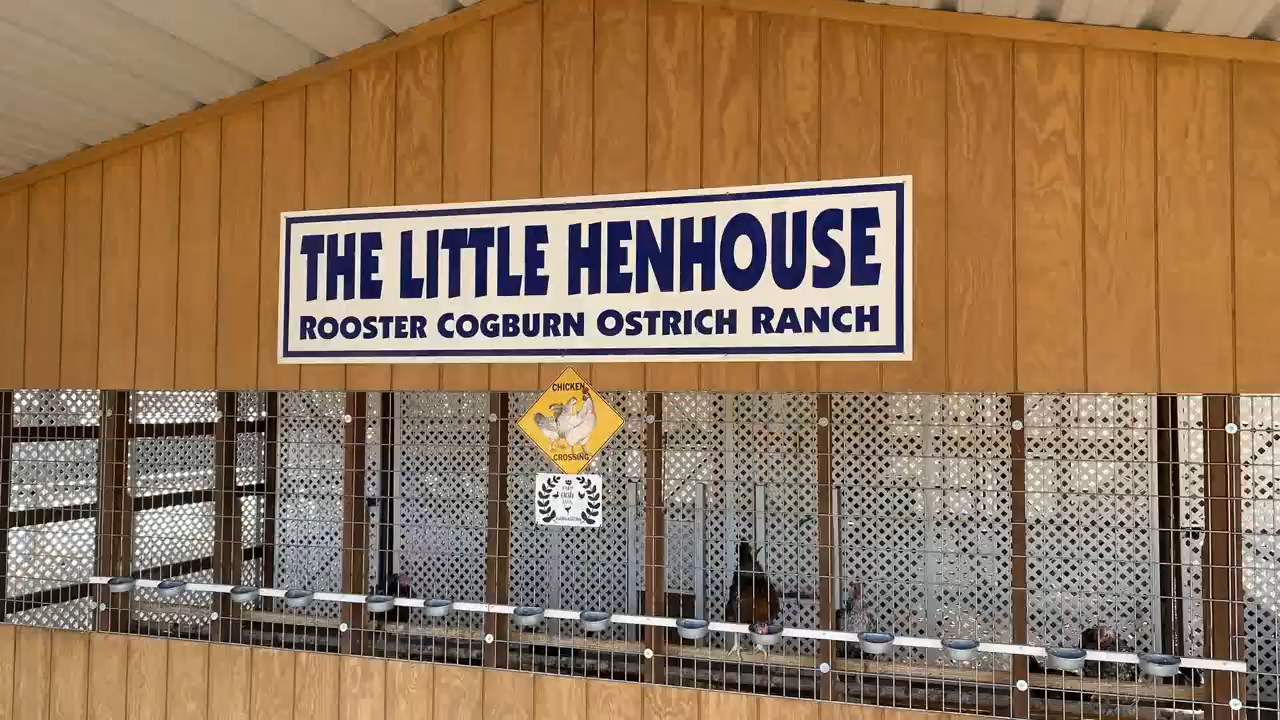 THE LITTLE HENHOUSE
ROOSTER COGBURN OSTRICH RANCH
CHICKEN
CROSSING